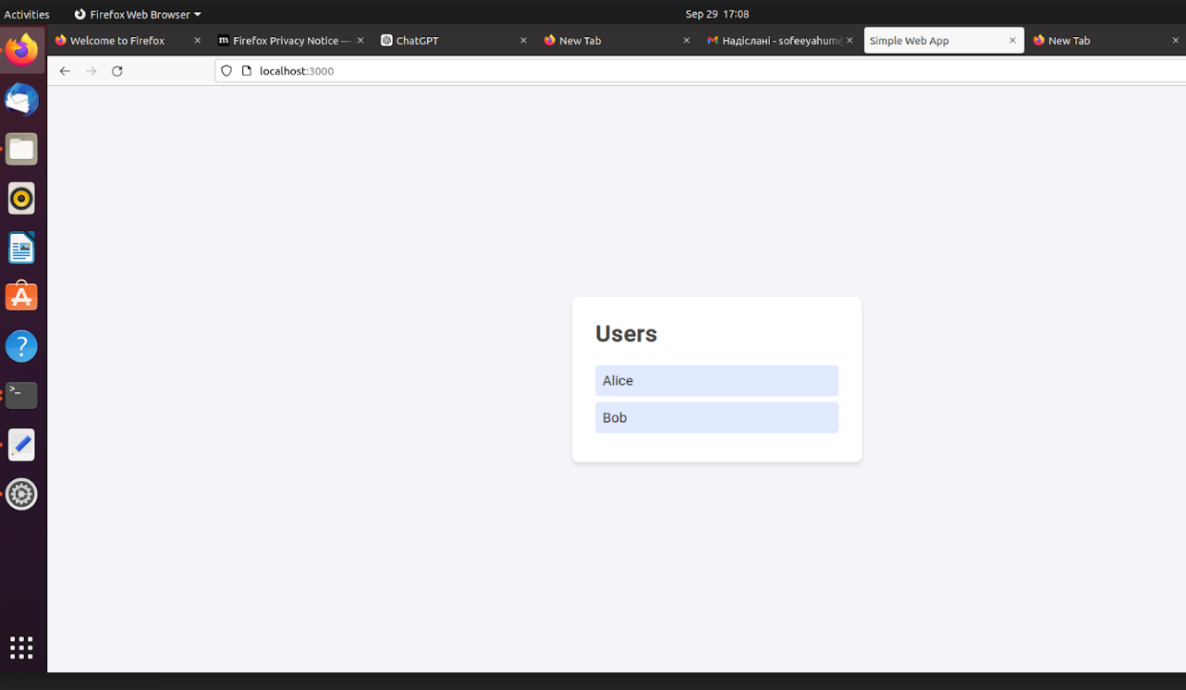 Activities Firefox Web Browser Sep 29 17:08
Welcome to Firefox Firefox Privacy Notice — ChatGPT New Tab Надіслані - sofeeyahum Simple Web App New Tab
localhost:3000
Users
Alice
Bob